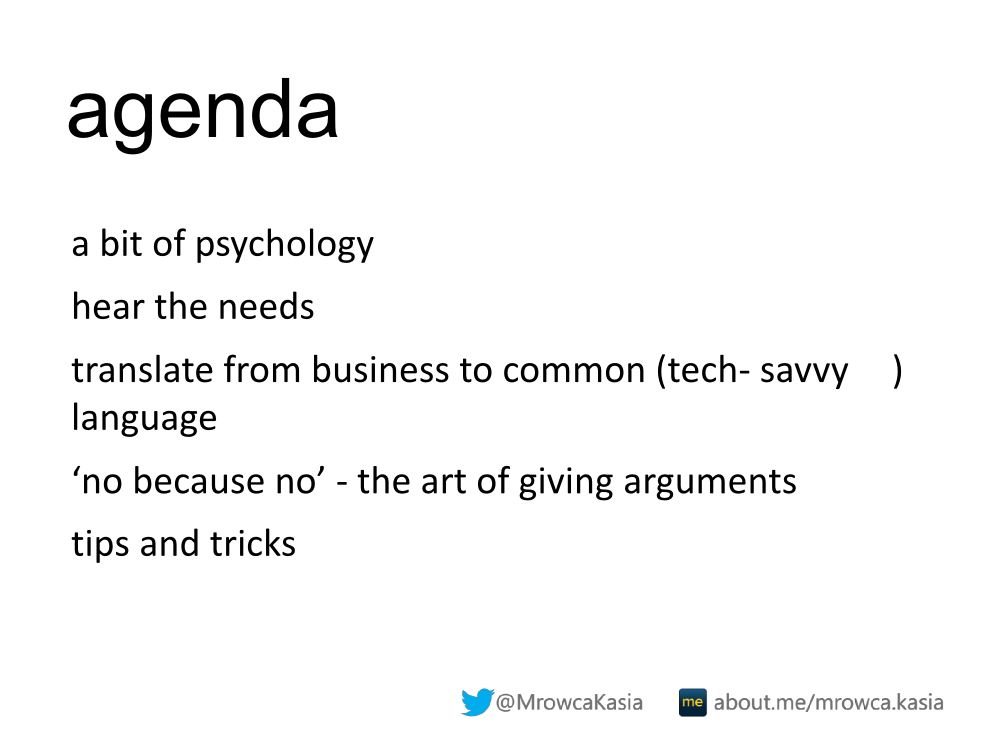 agenda
a bit of psychology
hear the needs
translate from business to common (tech- savvy )
language
‘no because no’ - the art of giving arguments
tips and tricks
@MrowcaKasia me about.me/mrowca.kasia